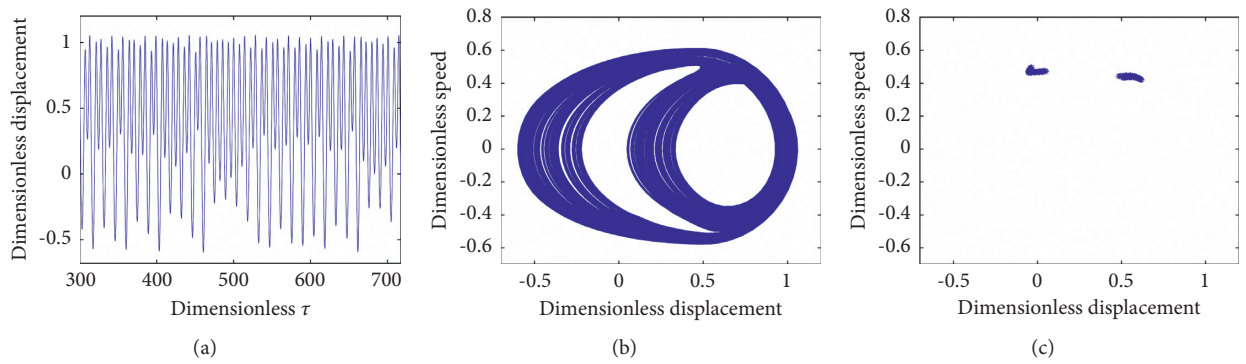 Dimensionless displacement
1
0.5
0
-0.5
300 400 500 600 700
Dimensionless τ
(a)
Dimensionless speed
0.8
0.6
0.4
0.2
0
-0.2
-0.4
-0.6
-0.5 0 0.5 1
Dimensionless displacement
(b)
Dimensionless speed
0.8
0.6
0.4
0.2
0
-0.2
-0.4
-0.6
-0.5 0 0.5 1
Dimensionless displacement
(c)